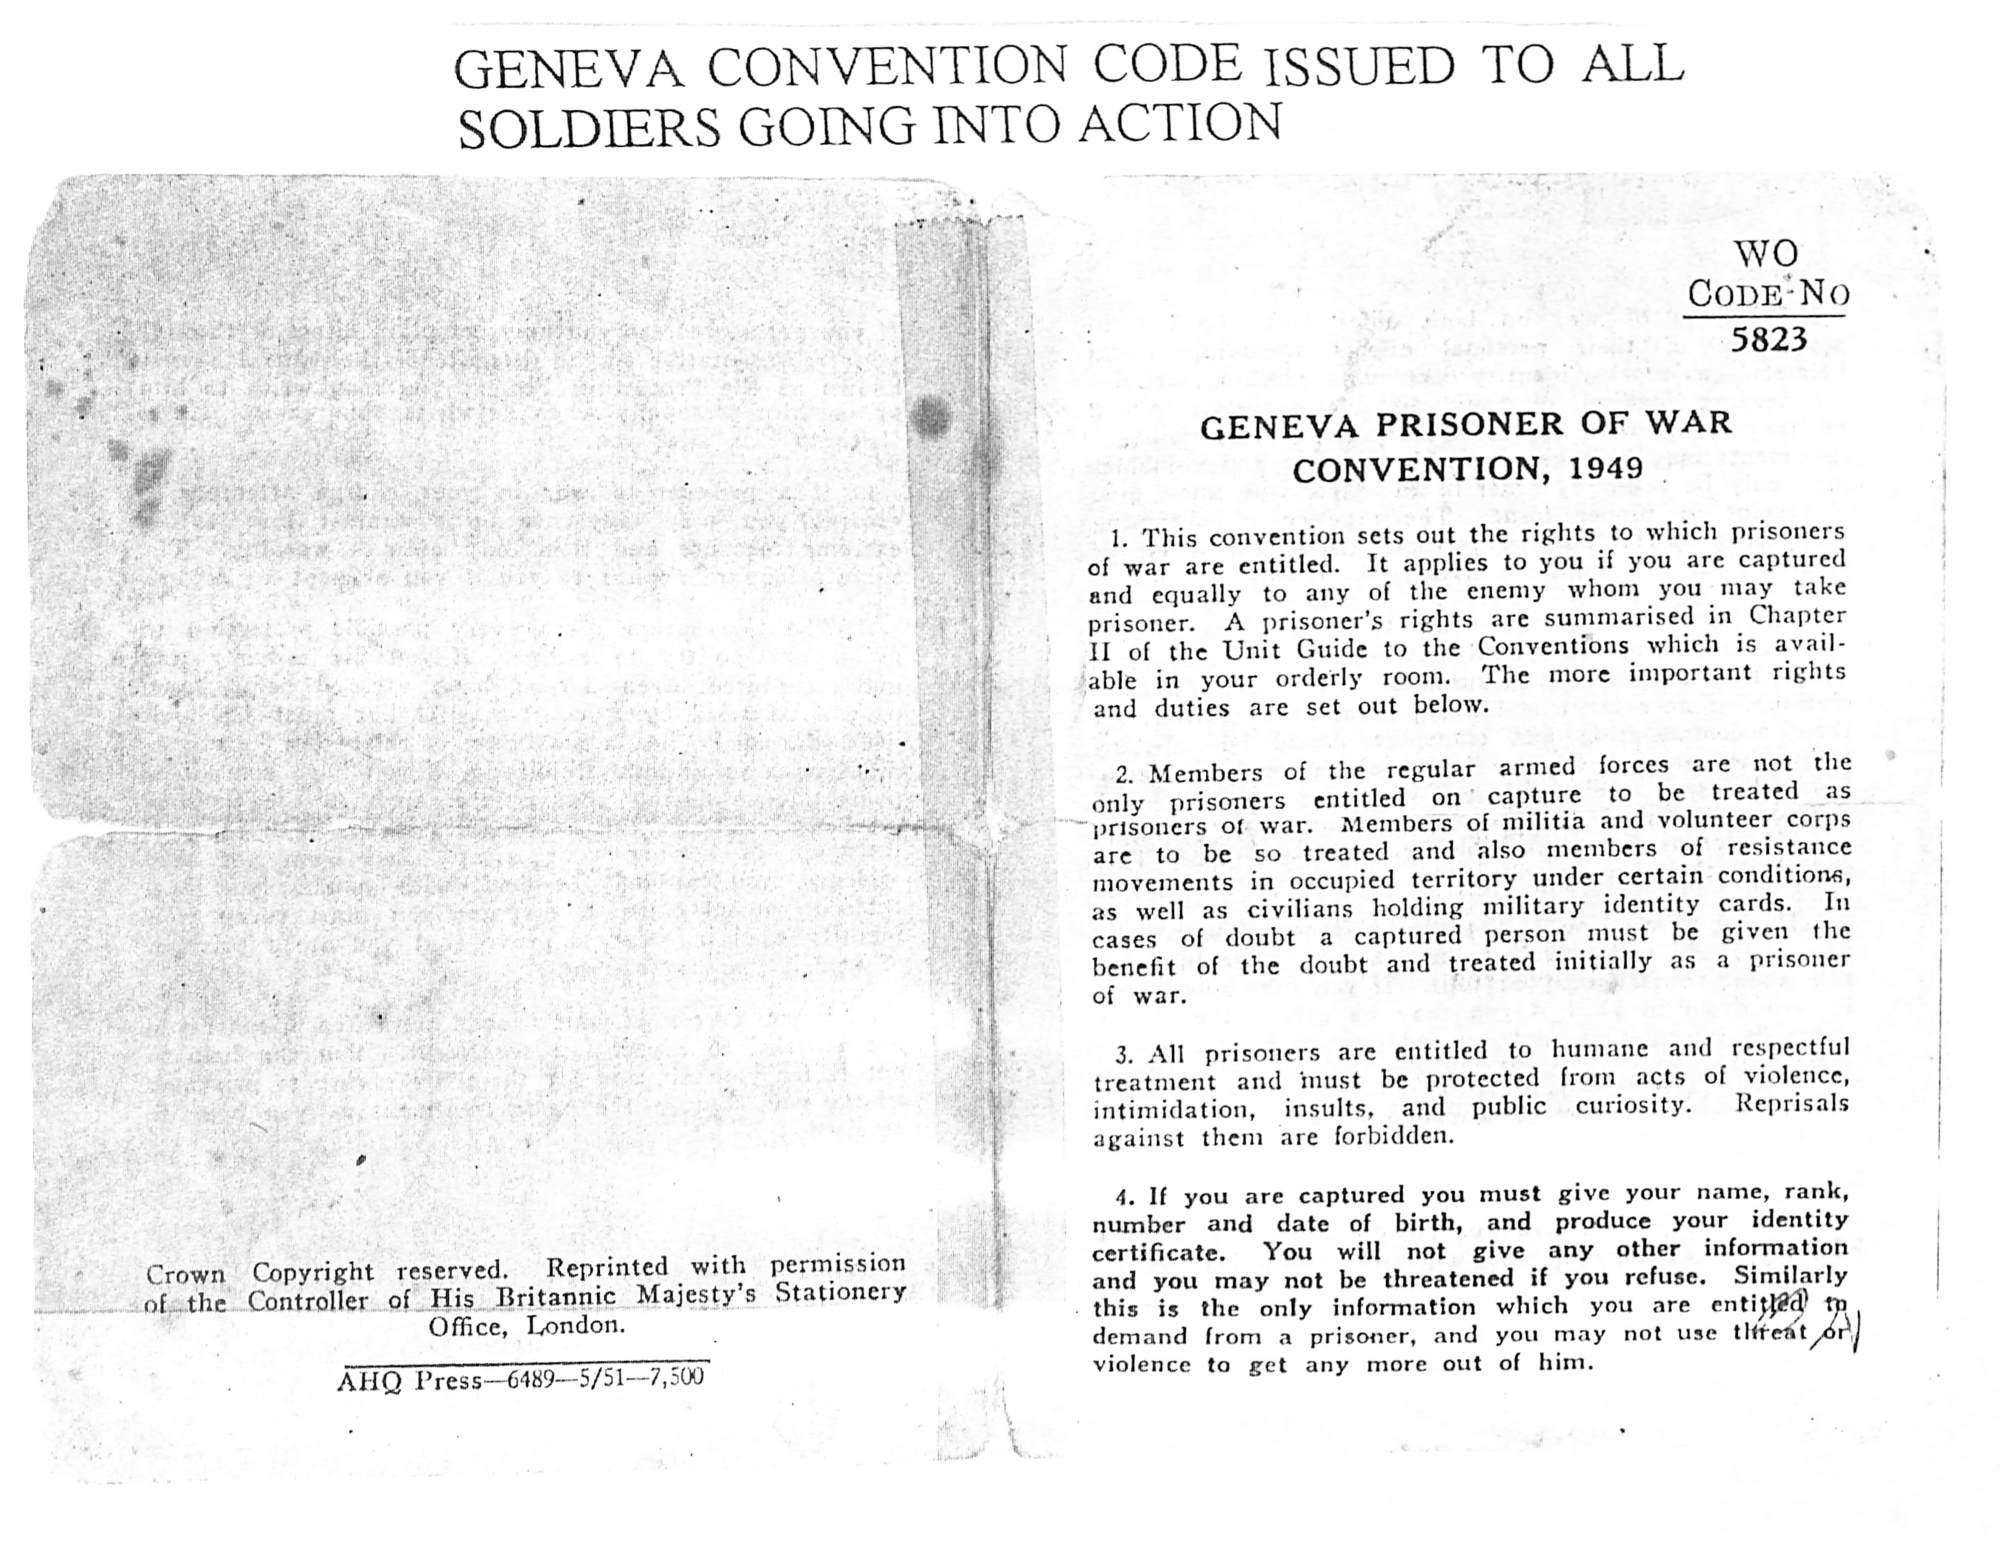 GENEVA CONVENTION CODE ISSUED TO ALL
SOLDIERS GOING INTO ACTION
Crown Copyright reserved. Reprinted with permission
of the Controller of His Britannic Majesty's Stationery
Office, London.
AHQ Press—6489—5/51—7,500
WO
CODE No
5823
GENEVA PRISONER OF WAR
CONVENTION, 1949
1. This convention sets out the rights to which prisoners
of war are entitled. It applies to you if you are captured
and equally to any of the enemy whom you may take
prisoner. A prisoner's rights are summarised in Chapter
II of the Unit Guide to the Conventions which is avail-
able in your orderly room. The more important rights
and duties are set out below.
2. Members of the regular armed forces are not the
only prisoners entitled on capture to be treated as
prisoners of war. Members of militia and volunteer corps
are to be so treated and also members of resistance
movements in occupied territory under certain conditions,
as well as civilians holding military identity cards. In
cases of doubt a captured person must be given the
benefit of the doubt and treated initially as a prisoner
of war.
3. All prisoners are entitled to humane and respectful
treatment and must be protected from acts of violence,
intimidation, insults, and public curiosity. Reprisals
against them are forbidden.
4. If you are captured you must give your name, rank,
number and date of birth, and produce your identity
certificate. You will not give any other information
and you may not be threatened if you refuse. Similarly
this is the only information which you are entitled to
demand from a prisoner, and you may not use threat or
violence to get any more out of him.